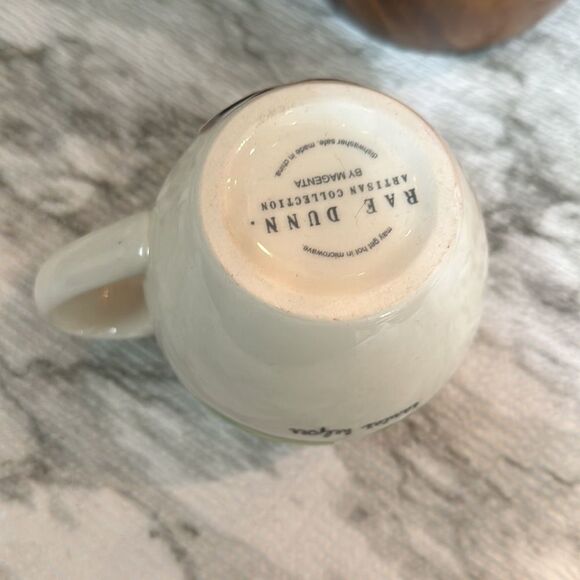 may get hot in microwave.
RAE DUNN.
ARTISAN COLLECTION
BY MAGENTA
dishwasher safe. made in china.